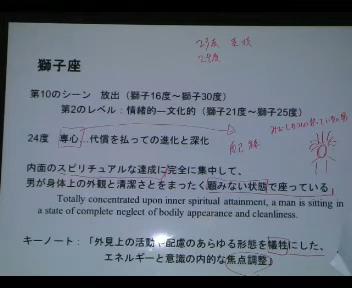 獅子座
第10のシーン 放出（獅子16度～獅子30度）
第2のレベル：情緒的―文化的（獅子21度～獅子25度）
24度 専心…代償を払っての進化と深化
内面のスピリチュアルな達成に完全に集中して、
男が身体上の外観と清潔さとをまったく顧みない状態で座っている
Totally concentrated upon inner spiritual attainment, a man is sitting in
a state of complete neglect of bodily appearance and cleanliness.
キーノート：「外見上の活動や配慮のあらゆる形態を犠牲にした、
エネルギーと意識の内的な焦点調整」